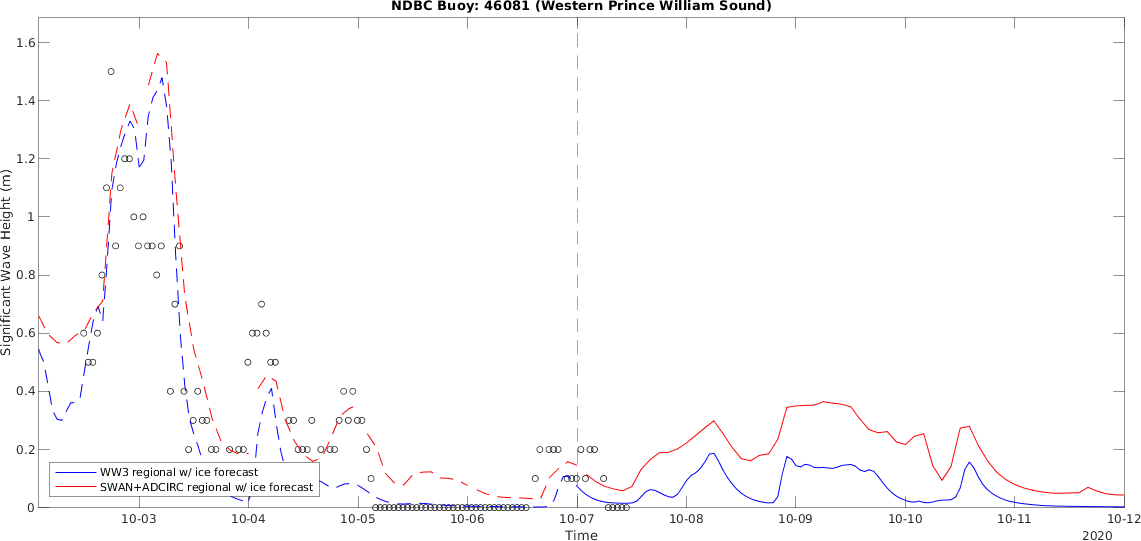 NDBC Buoy: 46081 (Western Prince William Sound)
1.6
1.4
1.2
1
0.8
0.6
0.4
0.2
0
Significant Wave Height (m)
WW3 regional w/ ice forecast
SWAN+ADCIRC regional w/ ice forecast
10-03 10-04 10-05 10-06 10-07 10-08 10-09 10-10 10-11 10-12
Time
2020